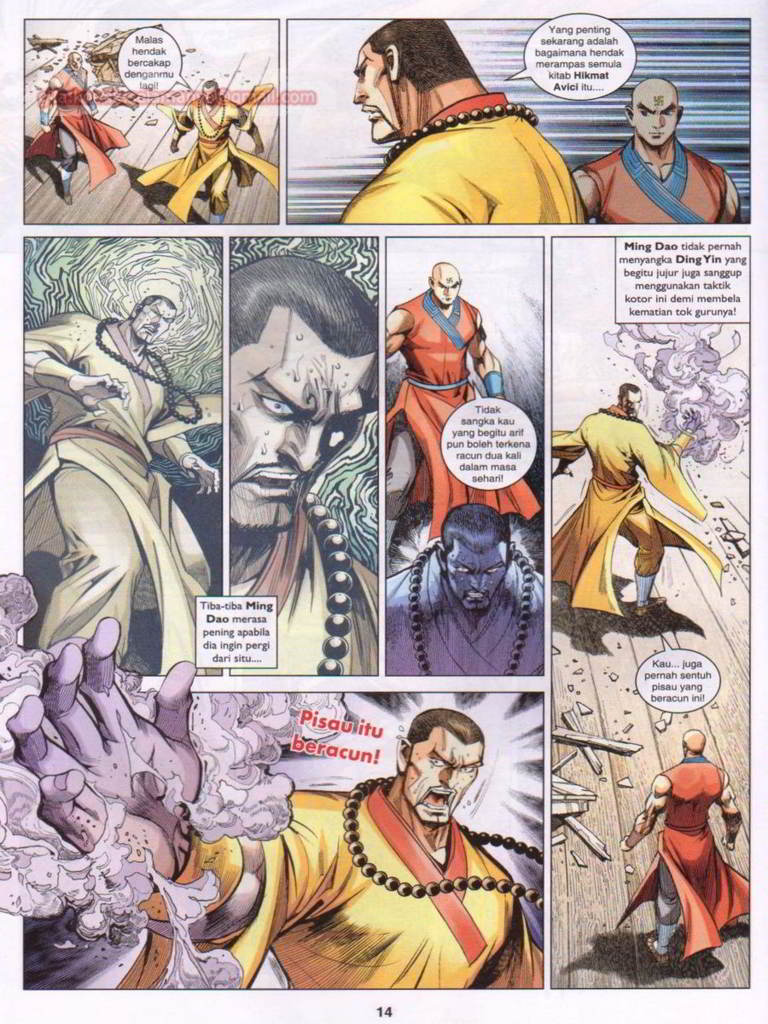 Malas
hendak
bercakap
denganmu
lagi!
Yang penting
sekarang adalah
bagaimana hendak
merampas semula
kitab Hikmat
Avici itu....
Tiba-tiba Ming
Dao merasa
pening apabila
dia ingin pergi
dari situ....
Tidak
sangka kau
yang begitu arif
pun boleh terkena
racun dua kali
dalam masa
sehari!
Ming Dao tidak pernah
menyangka Ding Yin yang
begitu jujur juga sanggup
menggunakan taktik
kotor ini demi membela
kematian tok gurunya!
Pisau itu
beracun!
Kau... juga
pernah sentuh
pisau yang
beracun ini!
14